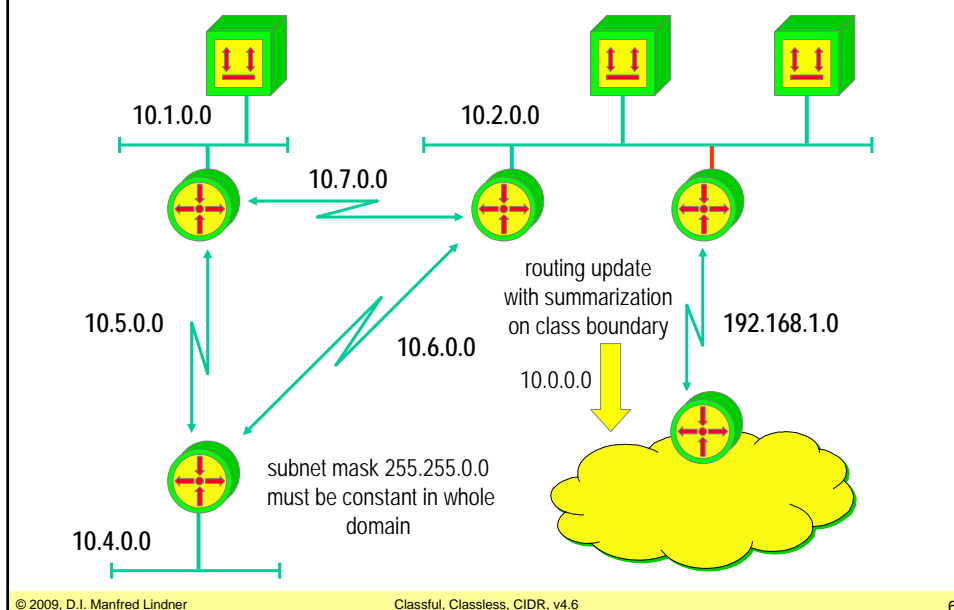 10.1.0.0
10.2.0.0
10.7.0.0
routing update
with summarization
on class boundary
10.5.0.0
192.168.1.0
10.6.0.0
10.0.0.0
subnet mask 255.255.0.0
must be constant in whole
domain
10.4.0.0
© 2009, D.I. Manfred Lindner
Classful, Classless, CIDR, v4.6
6